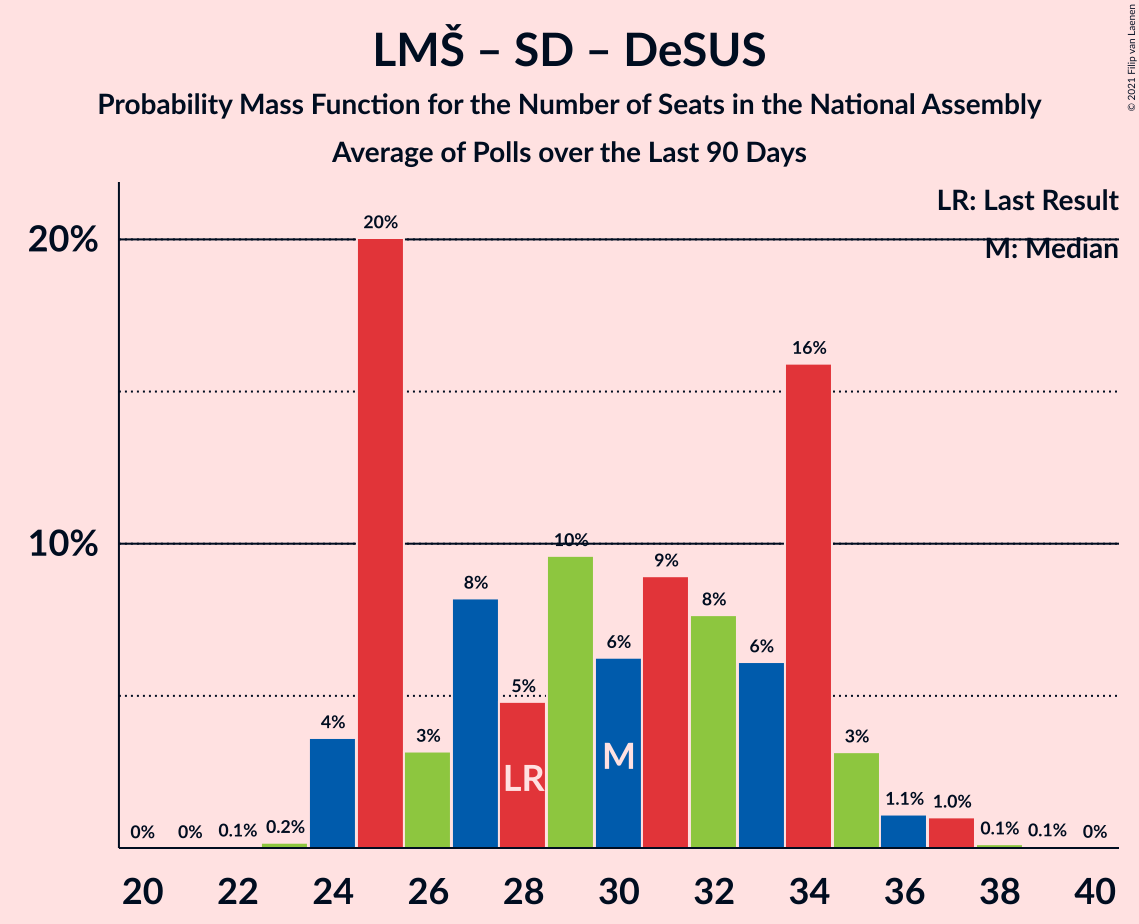 LMŠ – SD – DeSUS
Probability Mass Function for the Number of Seats in the National Assembly
Average of Polls over the Last 90 Days
© 2021 Filip van Laenen
LR: Last Result
M: Median
20%
10%
0%
0%
0.1%
0.2%
4%
20%
3%
8%
5%
10%
6%
9%
8%
6%
16%
3%
1.1%
1.0%
0.1%
0.1%
0%
LR
M
20 22 24 26 28 30 32 34 36 38 40